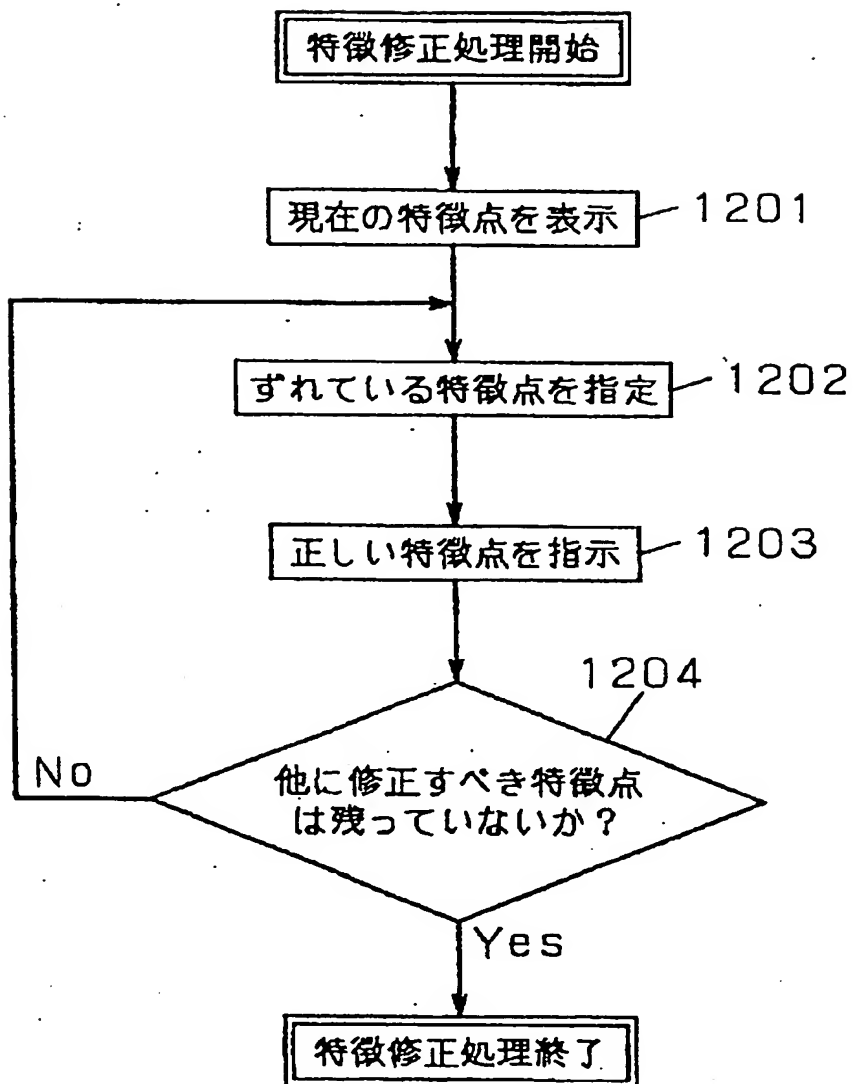 特徴修正処理開始
現在の特徴点を表示
1201
ずれている特徴点を指定
1202
正しい特徴点を指示
1203
1204
他に修正すべき特徴点
は残っていないか？
No
Yes
特徴修正処理終了